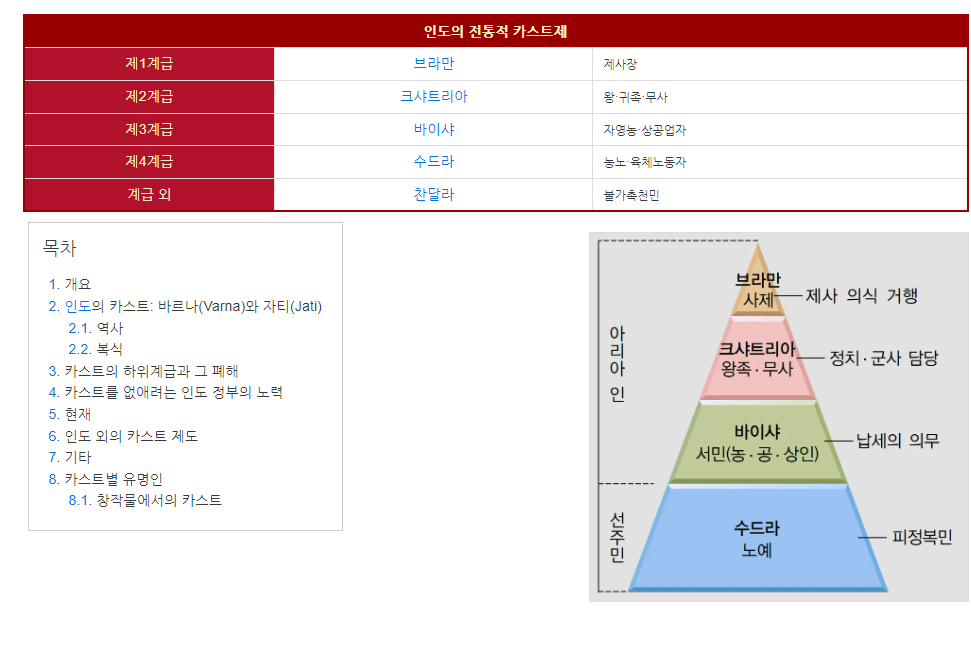 인도의 전통적 카스트제
제1계급 브라만 제사장
제2계급 크샤트리아 왕·귀족·무사
제3계급 바이샤 자영농·상공업자
제4계급 수드라 농노·육체노동자
계급 외 찬달라 불가촉천민
목차
1. 개요
2. 인도의 카스트: 바르나(Varna)와 자티(Jati)
2.1. 역사
2.2. 복식
3. 카스트의 하위계급과 그 폐해
4. 카스트를 없애려는 인도 정부의 노력
5. 현재
6. 인도 외의 카스트 제도
7. 기타
8. 카스트별 유명인
8.1. 창작물에서의 카스트
아리아인
브라만
사제
제사 의식 거행
크샤트리아
왕족·무사
정치·군사 담당
바이샤
서민(농·공·상인)
납세의 의무
선주민
수드라
노예
피정복민